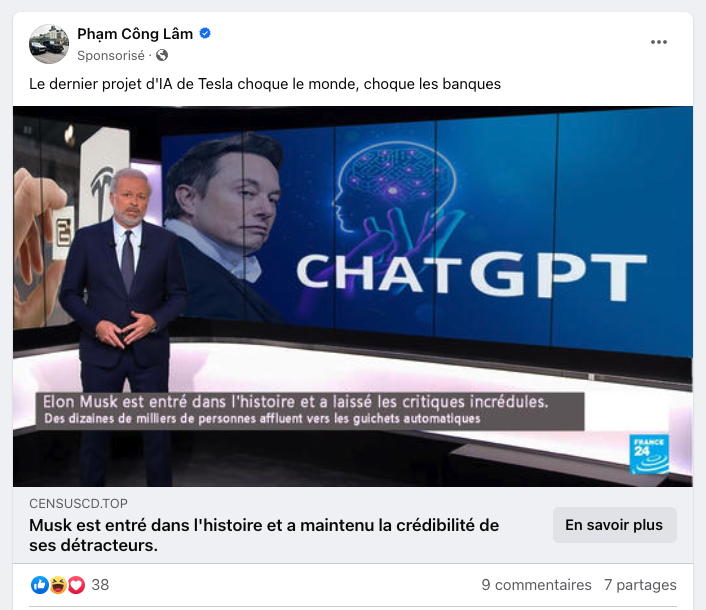 Phạm Công Lâm
Sponsorisé ·
Le dernier projet d'IA de Tesla choque le monde, choque les banques
CHATGPT
Elon Musk est entré dans l'histoire et a laissé les critiques incrédules.
Des dizaines de milliers de personnes affluent vers les guichets automatiques
FRANCE
24
CENSUSCD.TOP
Musk est entré dans l'histoire et a maintenu la crédibilité de
ses détracteurs.
En savoir plus
38
9 commentaires 7 partages